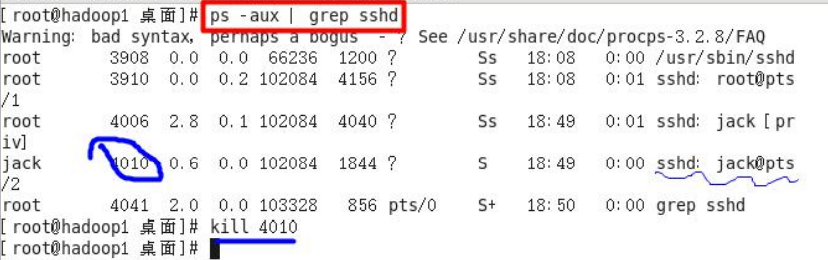 [root@hadoop1 桌面]# ps -aux | grep sshd
Warning: bad syntax, perhaps a bogus '-'? See /usr/share/doc/procps-3.2.8/FAQ
root 3908 0.0 0.0 66236 1200 ? Ss 18:08 0:00 /usr/sbin/sshd
root 3910 0.0 0.2 102084 4156 ? Ss 18:08 0:01 sshd: root@pts
/1
root 4006 2.8 0.1 102084 4040 ? Ss 18:49 0:01 sshd: jack [pr
iv]
jack 4010 0.6 0.0 102084 1844 ? S 18:49 0:00 sshd: jack@pts
/2
root 4041 2.0 0.0 103328 856 pts/0 S+ 18:50 0:00 grep sshd
[root@hadoop1 桌面]# kill 4010
[root@hadoop1 桌面]#